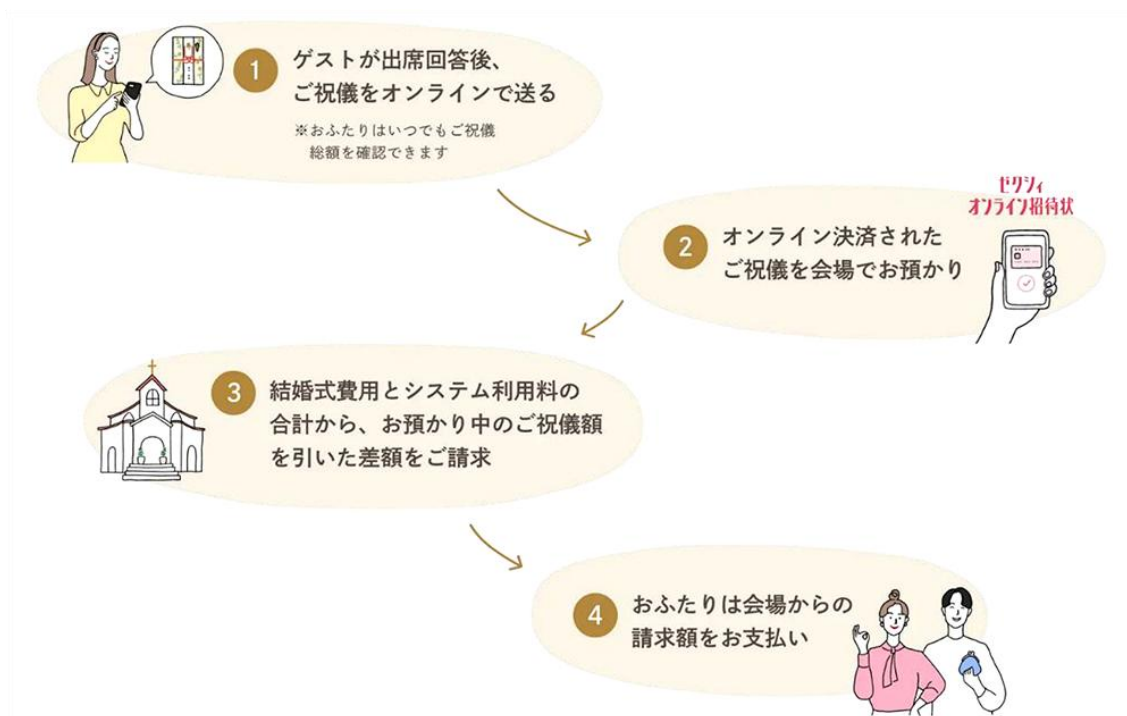 1
ゲストが出席回答後、
ご祝儀をオンラインで送る
※おふたりはいつでもご祝儀
総額を確認できます
ゼクシィ
オンライン招待状
2
オンライン決済された
ご祝儀を会場でお預かり
3
結婚式費用とシステム利用料の
合計から、お預かり中のご祝儀額
を引いた差額をご請求
4
おふたりは会場からの
請求額をお支払い